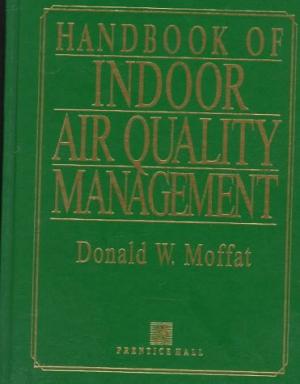 HANDBOOK OF
INDOOR
AIR QUALITY
MANAGEMENT
Donald W. Moffat
PRENTICE HALL